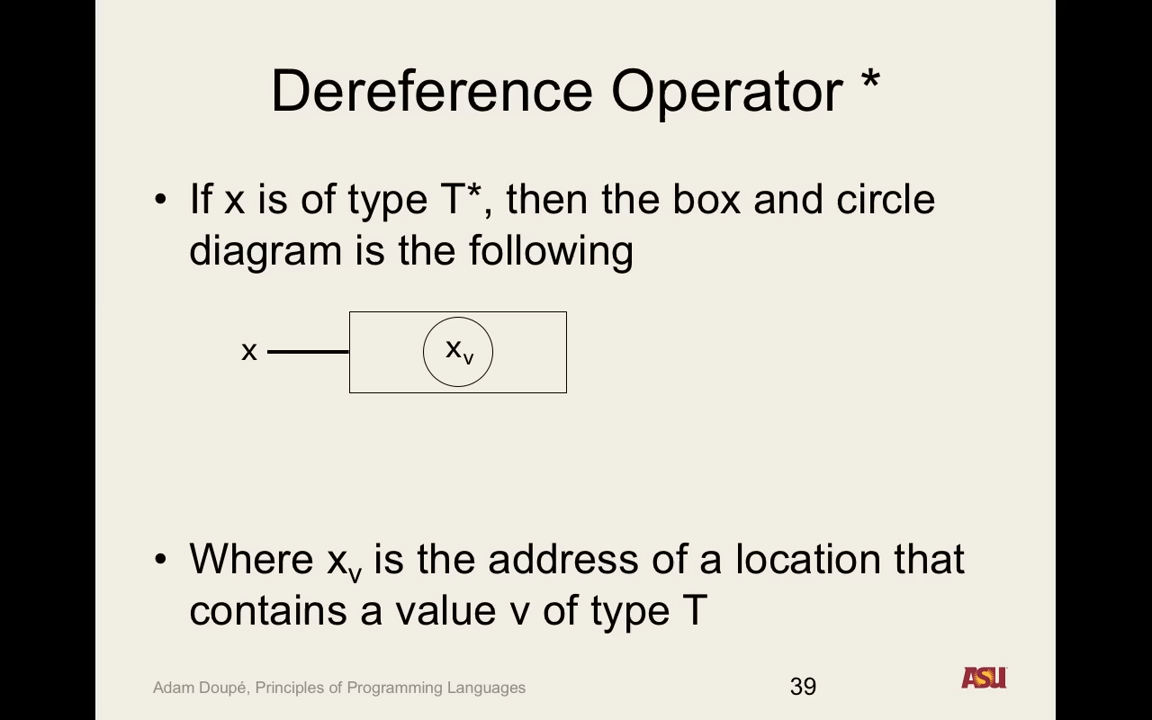 Dereference Operator *
• If x is of type T*, then the box and circle
diagram is the following
x
xᵥ
• Where xᵥ is the address of a location that
contains a value v of type T
Adam Doupé, Principles of Programming Languages
39
ASU